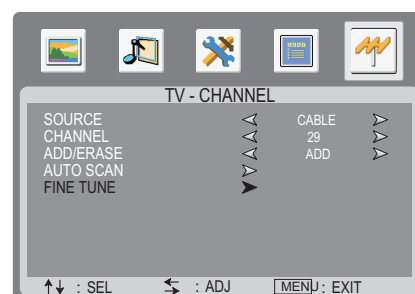 TV - CHANNEL
SOURCE CABLE
CHANNEL 29
ADD/ERASE ADD
AUTO SCAN
FINE TUNE
: SEL : ADJ MENU : EXIT